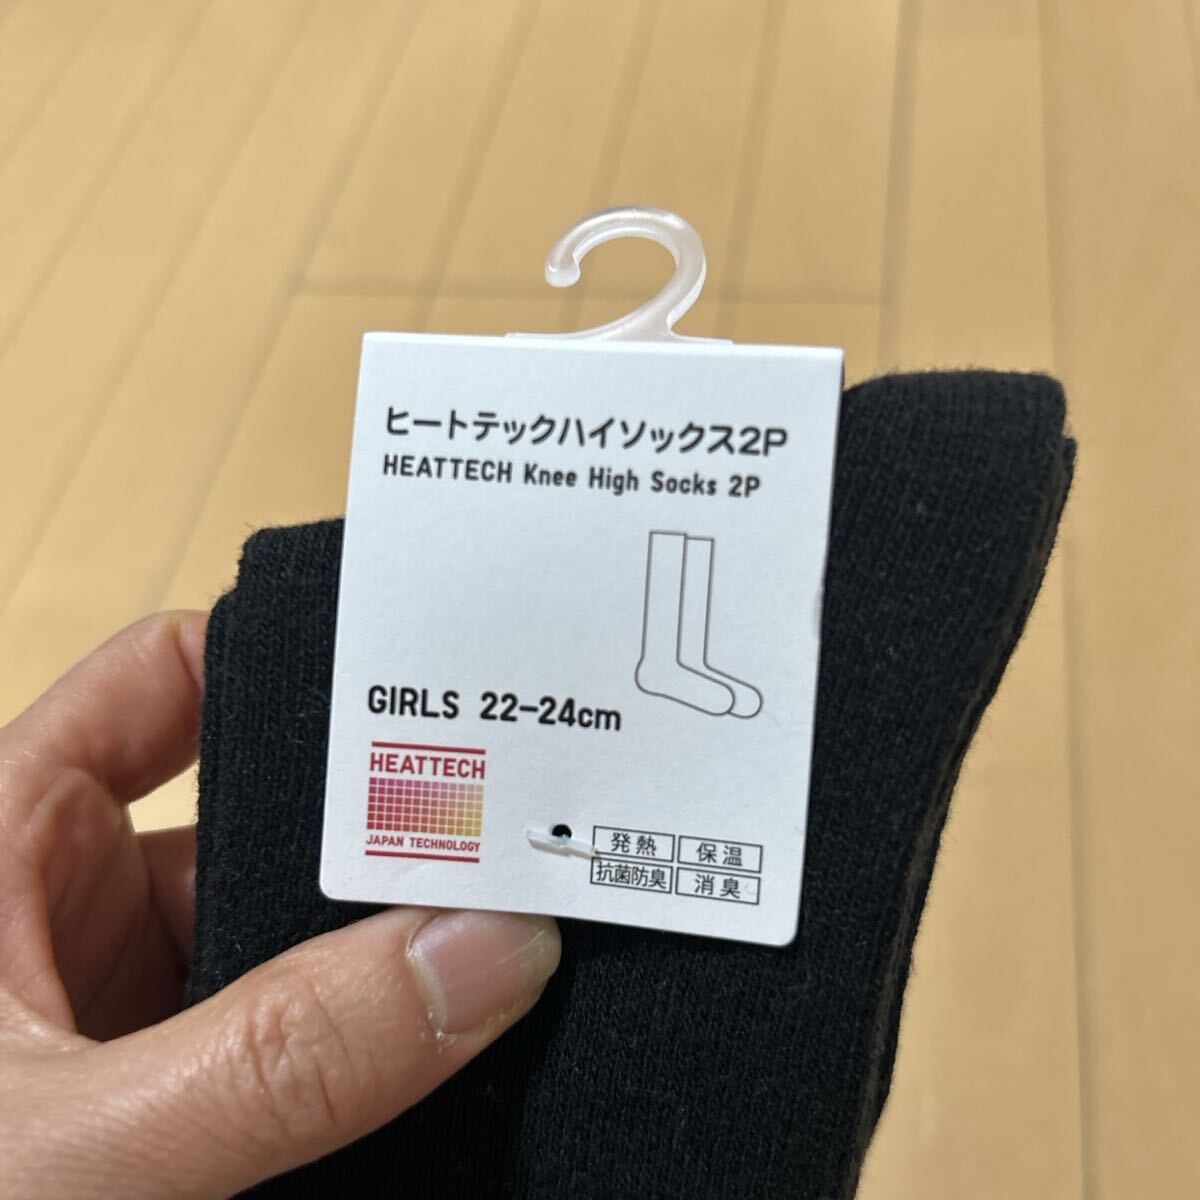 ヒートテックハイソックス2P
HEATTECH Knee High Socks 2P
GIRLS 22-24cm
HEATTECH
JAPAN TECHNOLOGY
発熱 保温
抗菌防臭 消臭